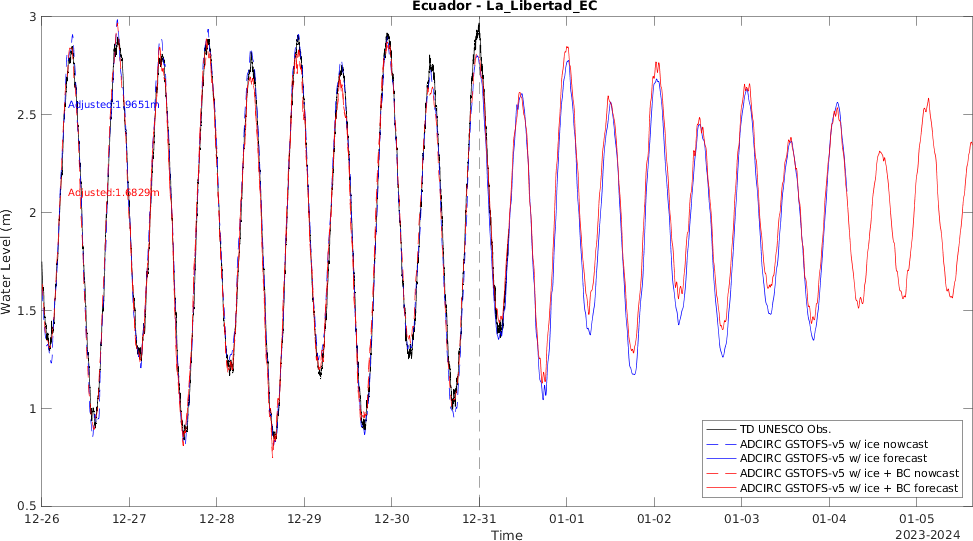 Ecuador - La_Libertad_EC
3
2.5
2
1.5
1
0.5
Water Level (m)
Adjusted:1.9651m
Adjusted:1.6829m
TD UNESCO Obs.
ADCIRC GSTOFS-v5 w/ ice nowcast
ADCIRC GSTOFS-v5 w/ ice forecast
ADCIRC GSTOFS-v5 w/ ice + BC nowcast
ADCIRC GSTOFS-v5 w/ ice + BC forecast
12-26 12-27 12-28 12-29 12-30 12-31 01-01 01-02 01-03 01-04 01-05
Time
2023-2024